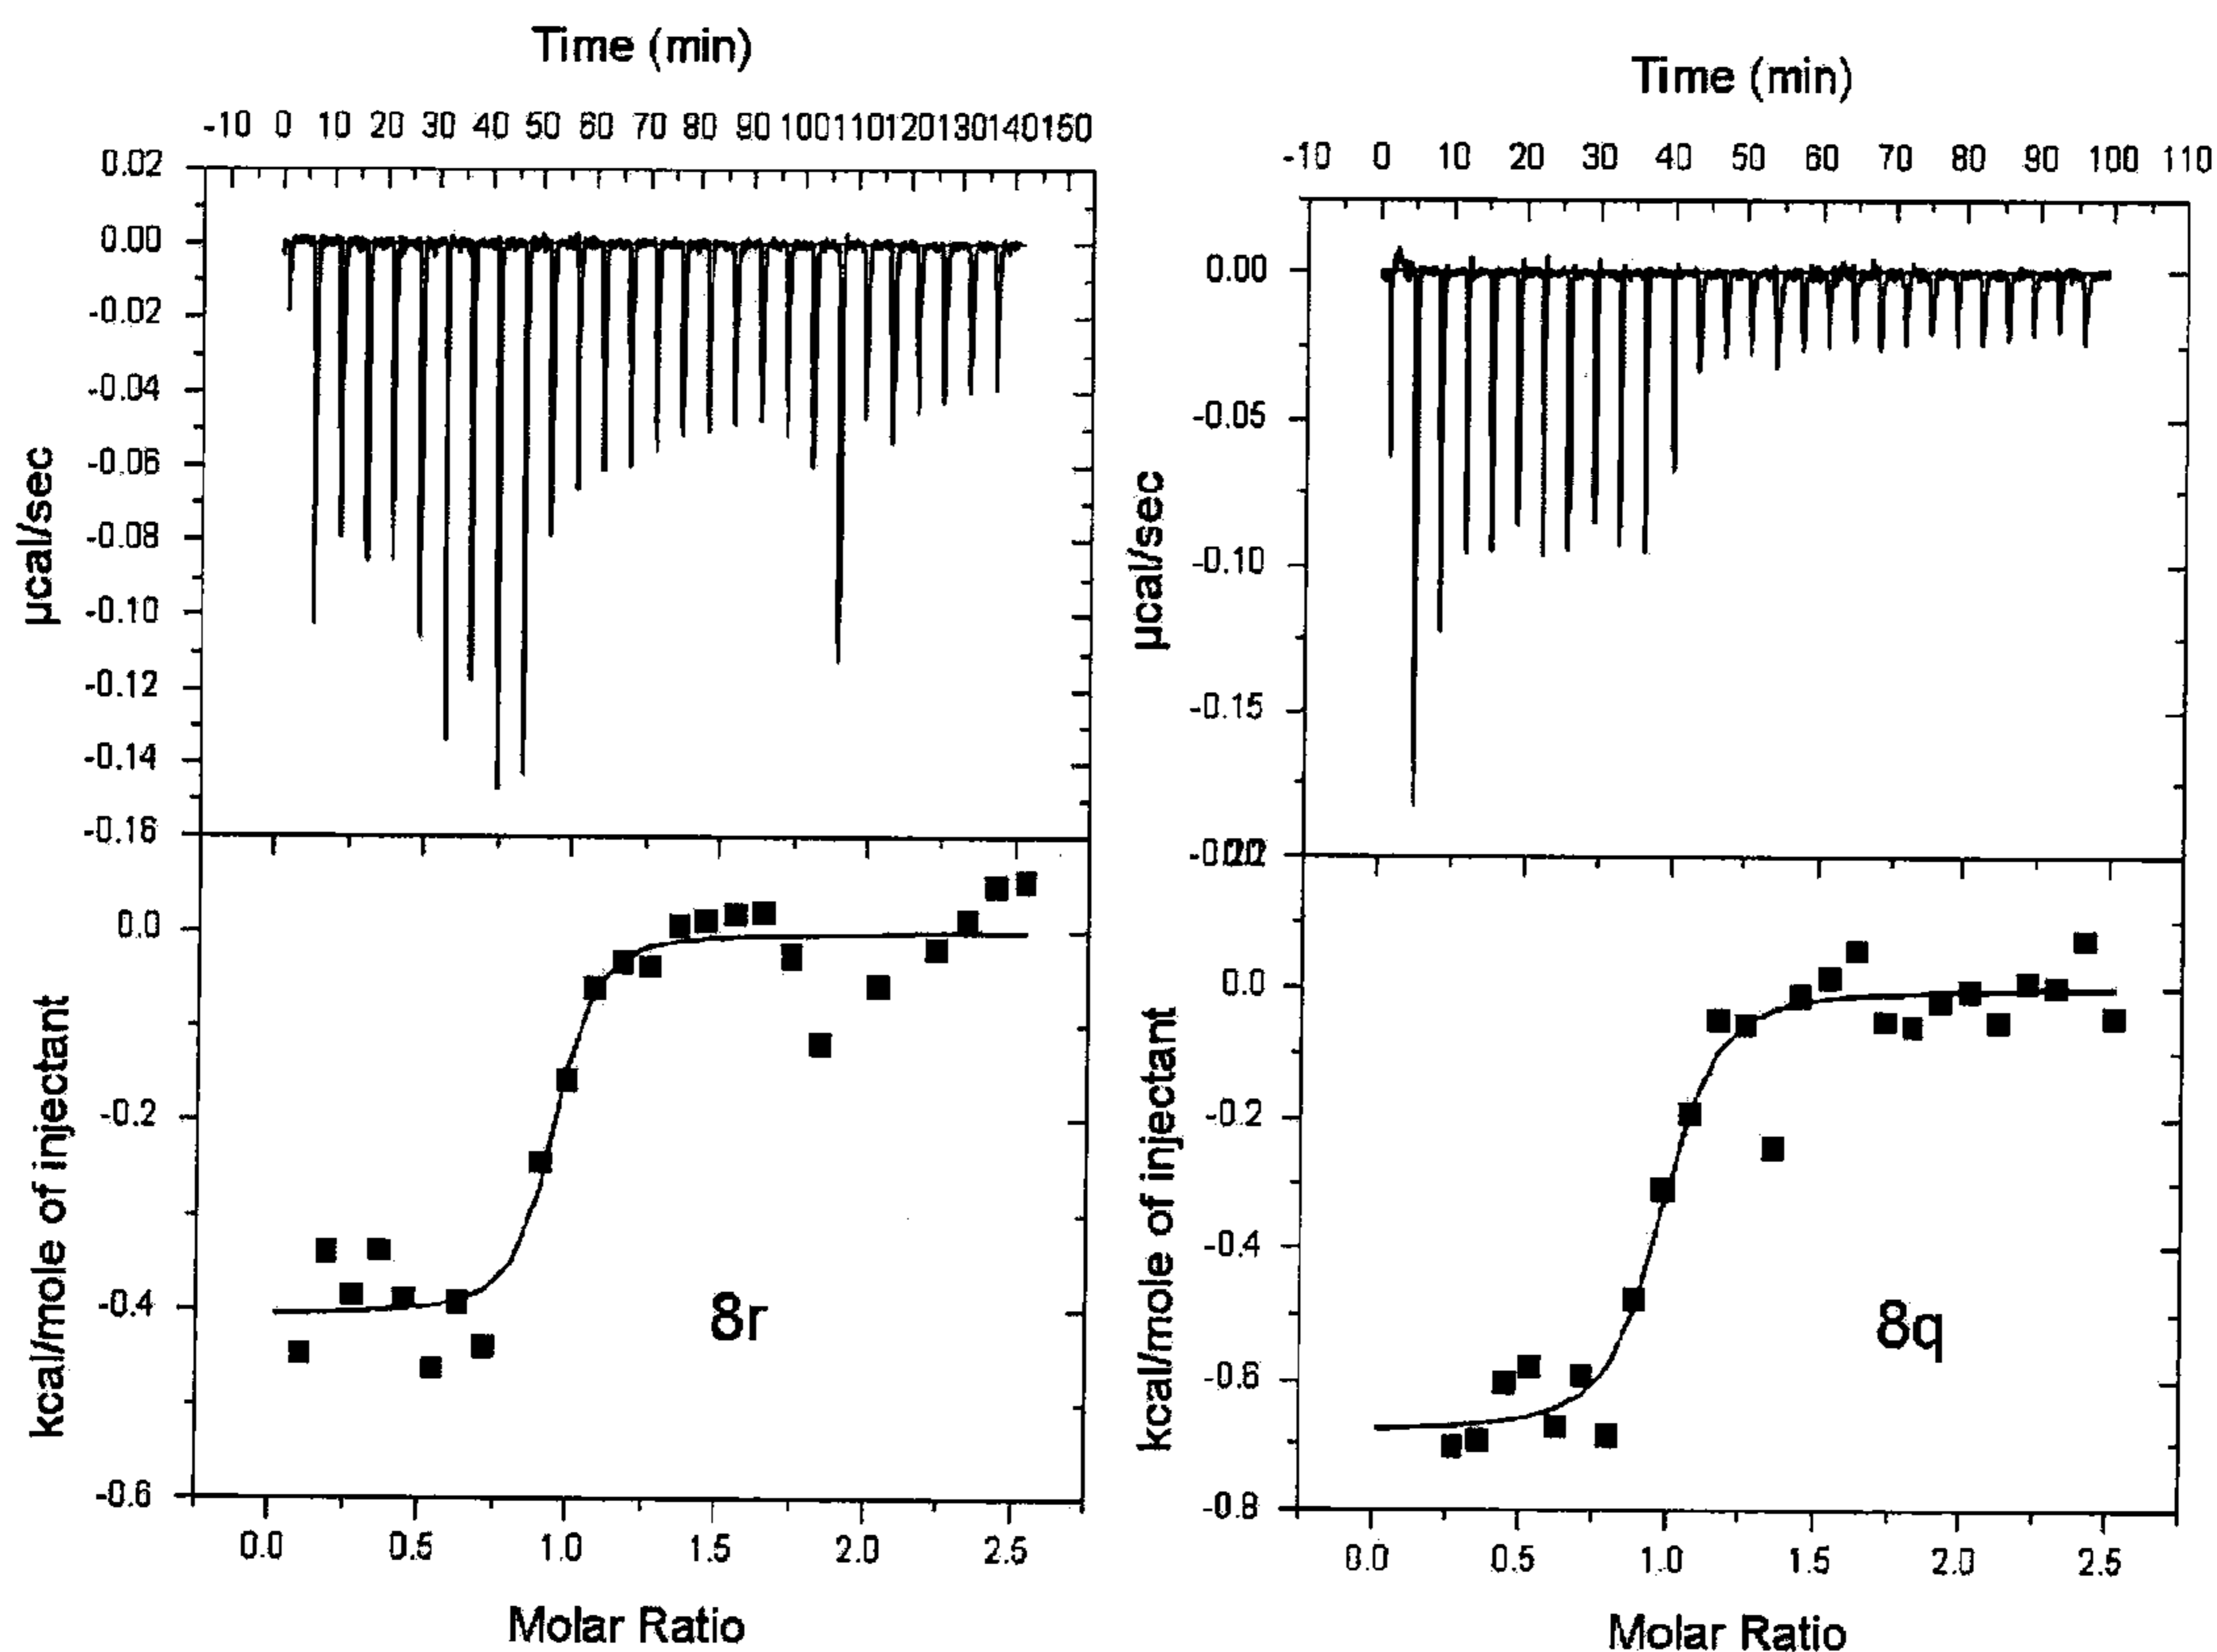 Time (min)
-10 0 10 20 30 40 50 60 70 80 90 100 110 120 130 140 150
0.02
0.00
-0.02
-0.04
-0.06
-0.08
-0.10
-0.12
-0.14
-0.16
µcal/sec
0.0
-0.2
-0.4
-0.6
kcal/mole of injectant
8r
0.0 0.5 1.0 1.5 2.0 2.5
Molar Ratio
Time (min)
-10 0 10 20 30 40 50 60 70 80 90 100 110
0.00
-0.05
-0.10
-0.15
µcal/sec
0.0
-0.2
-0.4
-0.6
-0.8
kcal/mole of injectant
8q
0.0 0.5 1.0 1.5 2.0 2.5
Molar Ratio